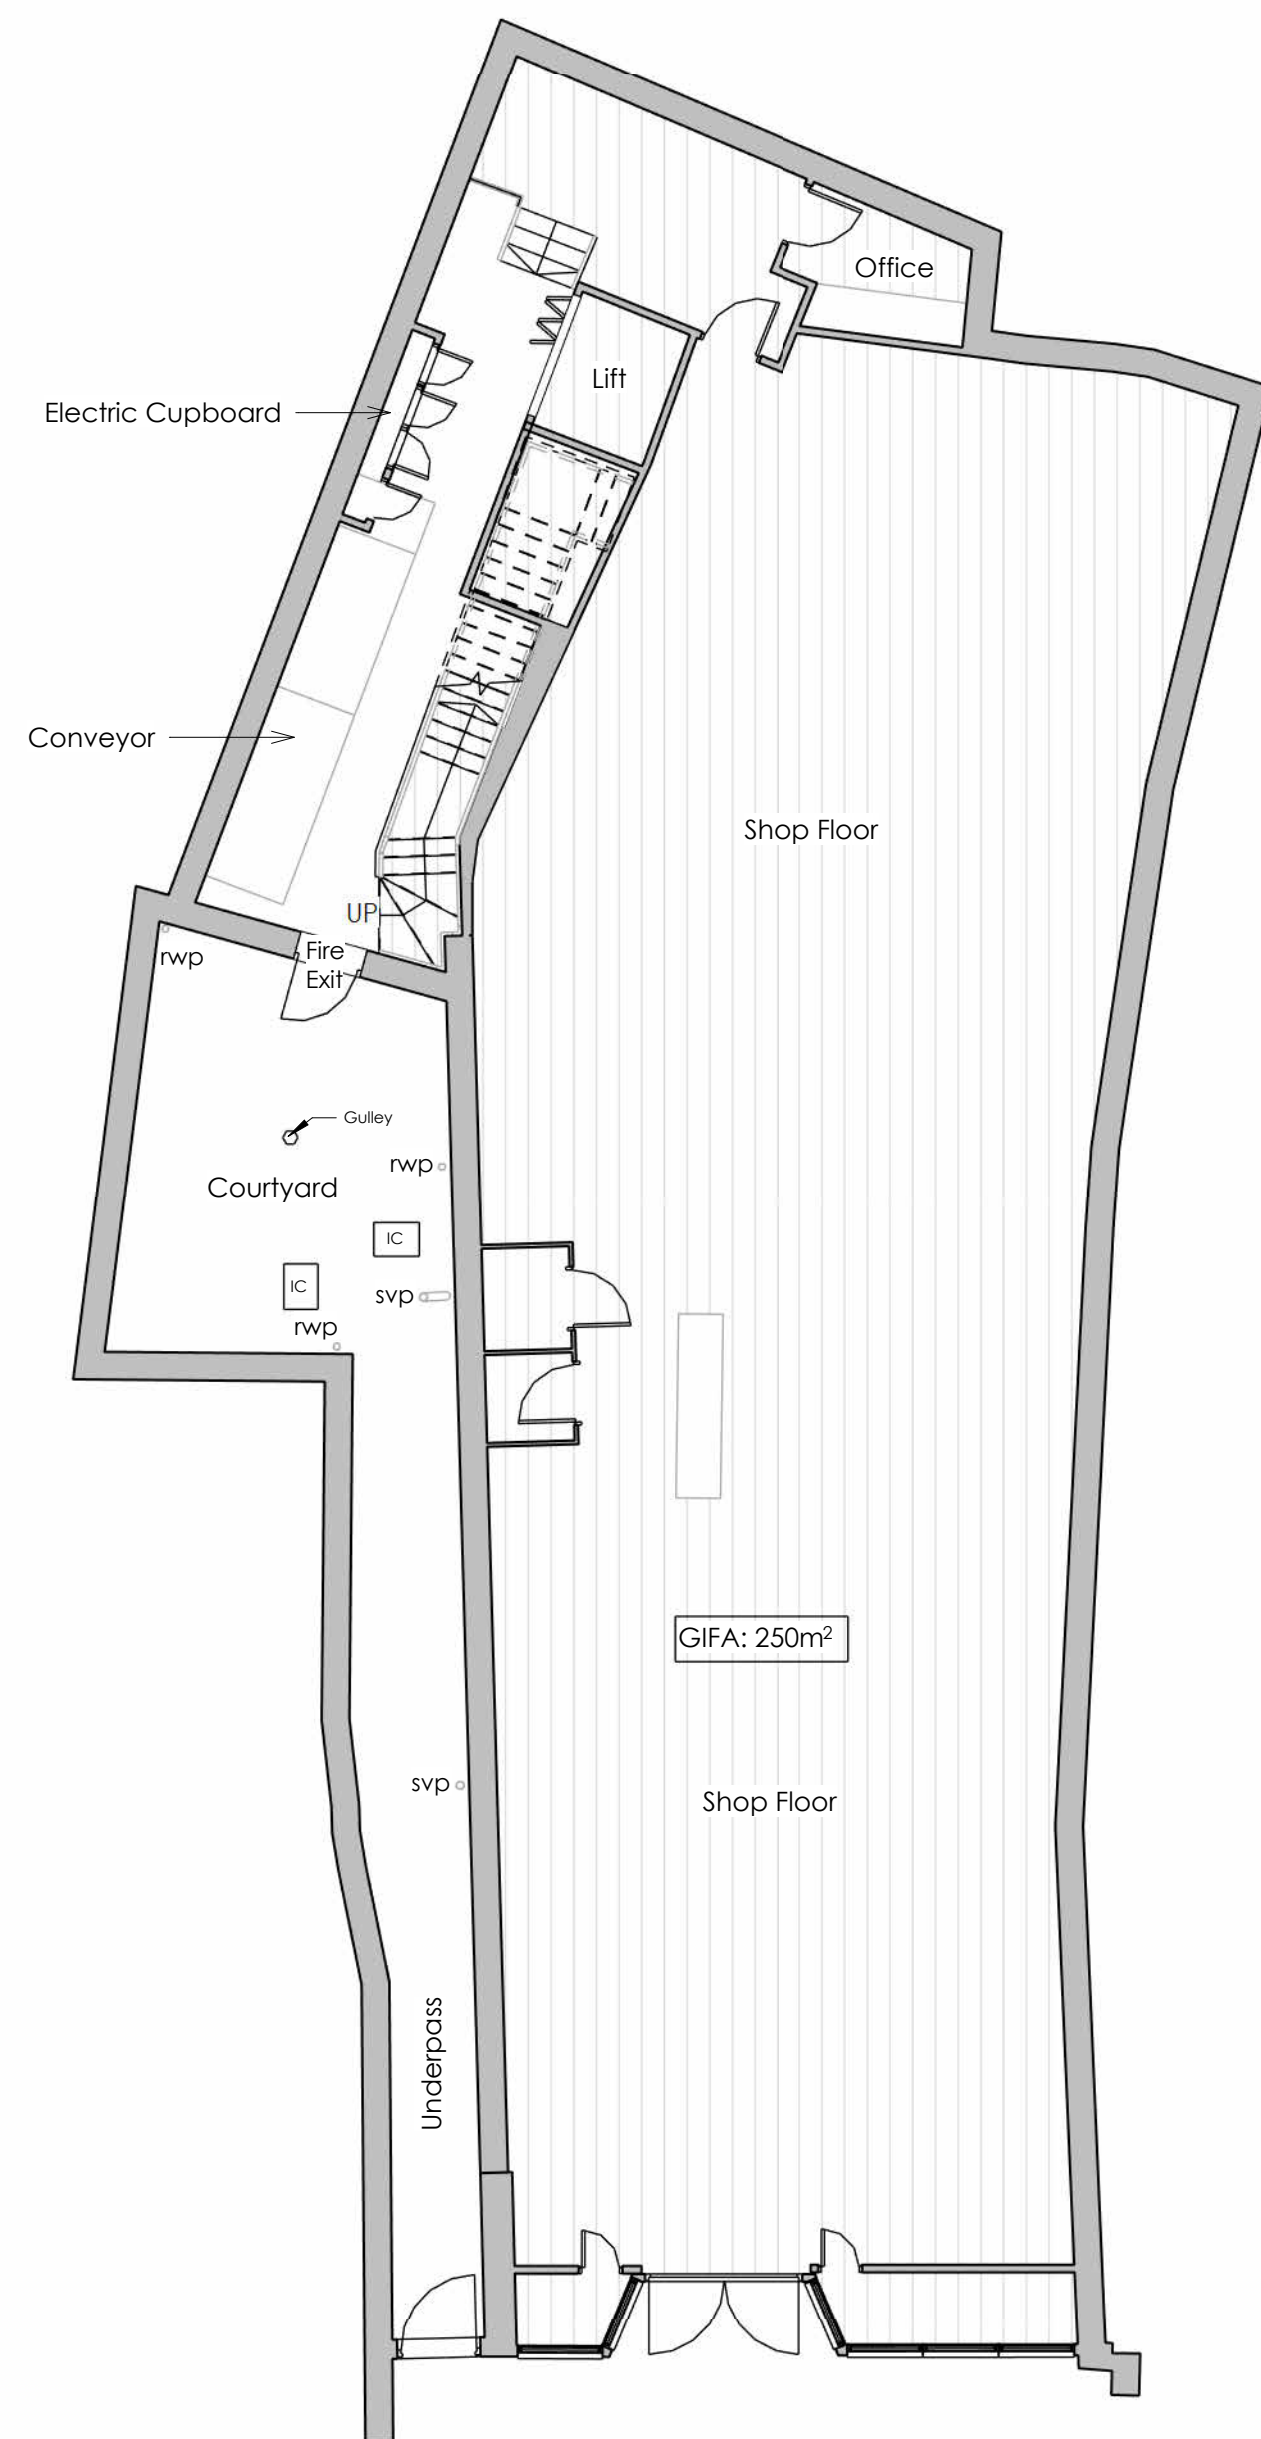 Office
Lift
Electric Cupboard
Conveyor
Shop Floor
UP
Fire
Exit
rwp
Gulley
rwp
Courtyard
IC
IC
svp
rwp
GIFA: 250m²
svp
Shop Floor
Underpass